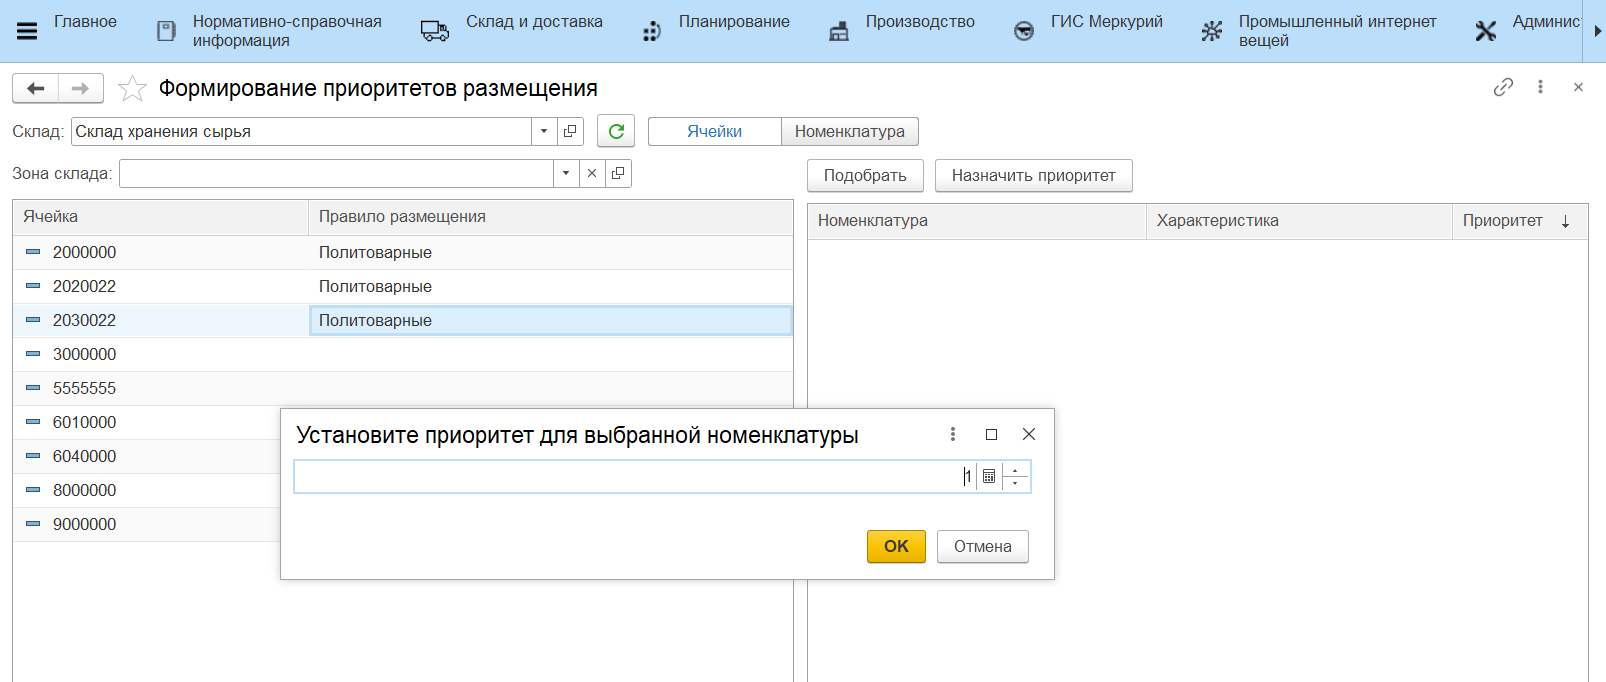 Главное
Нормативно-справочная
информация
Склад и доставка
Планирование
Производство
ГИС Меркурий
Промышленный интернет
вещей
Админис
Формирование приоритетов размещения
Склад: Склад хранения сырья
Ячейки Номенклатура
Зона склада:
Подобрать Назначить приоритет
Ячейка Правило размещения
Номенклатура Характеристика Приоритет ↓
2000000 Политоварные
2020022 Политоварные
2030022 Политоварные
3000000
5555555
6010000
6040000
8000000
9000000
Установите приоритет для выбранной номенклатуры
1
OK Отмена